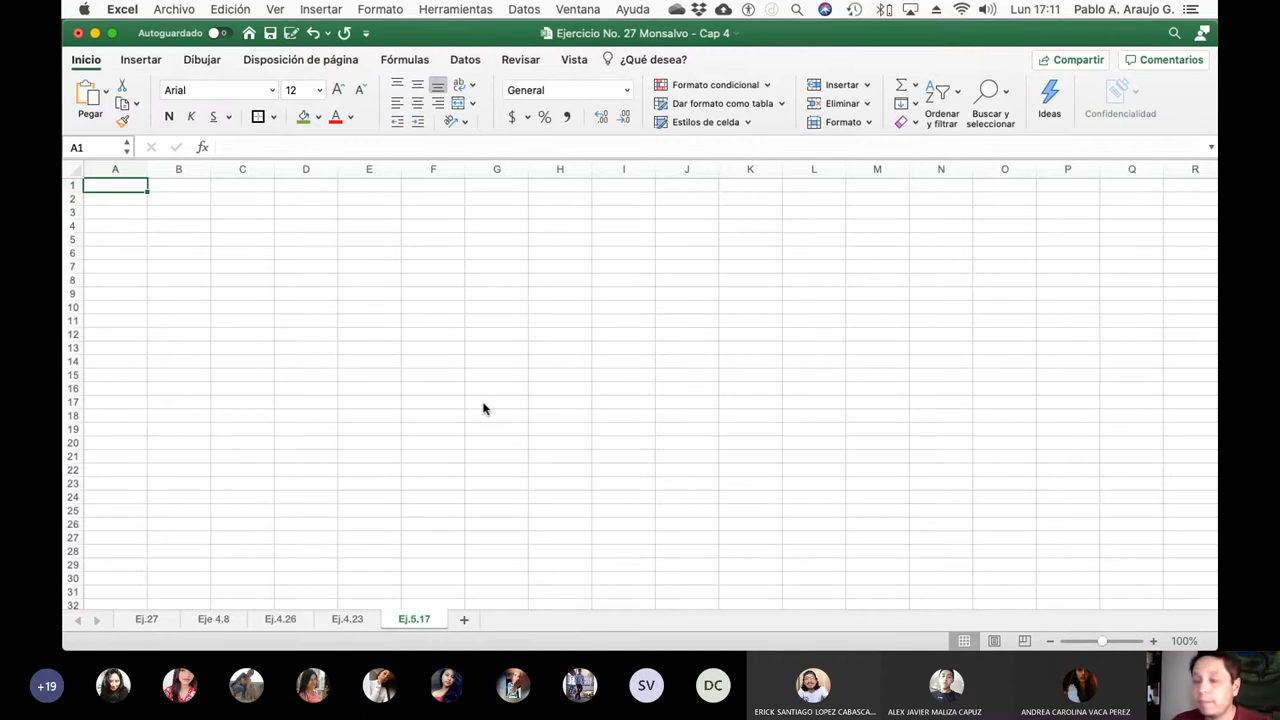 Excel Archivo Edición Ver Insertar Formato Herramientas Datos Ventana Ayuda Lun 17:11 Pablo A. Araujo G.
Autoguardado Ejercicio No. 27 Monsalvo - Cap 4
Inicio Insertar Dibujar Disposición de página Fórmulas Datos Revisar Vista ¿Qué desea? Compartir Comentarios
Pegar
Arial 12
N K S
General
$ %
Formato condicional
Dar formato como tabla
Estilos de celda
Insertar
Eliminar
Formato
Ordenar y filtrar
Buscar y seleccionar
Ideas
Confidencialidad
A1 fx
A B C D E F G H I J K L M N O P Q R
1
2
3
4
5
6
7
8
9
10
11
12
13
14
15
16
17
18
19
20
21
22
23
24
25
26
27
28
29
30
31
32
Ej.27 Eje 4.8 Ej.4.26 Ej.4.23 Ej.5.17 +
100%
+19 SV DC
ERICK SANTIAGO LOPEZ CABASCA... ALEX JAVIER MALIZA CAPUZ ANDREA CAROLINA VACA PEREZ